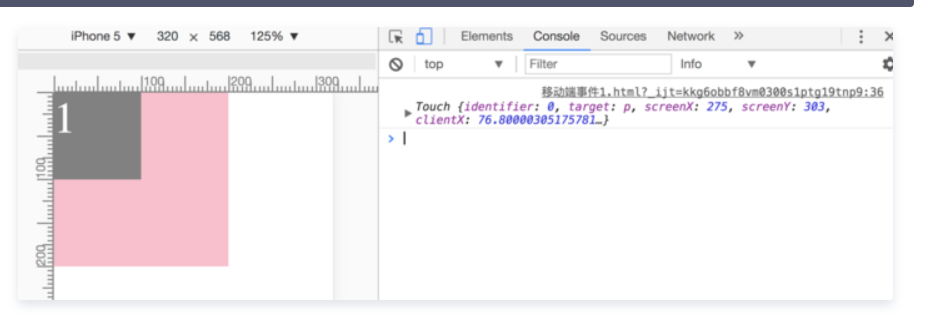 iPhone 5 ▼ 320 × 568 125% ▼
Elements Console Sources Network »
top ▼ Filter Info ▼
|100 |200 |300
移动端事件1.html?_ijt=kkg6obbf8vm0300s1ptg19tnp9:36
Touch {identifier: 0, target: p, screenX: 275, screenY: 303,
clientX: 76.80000305175781…}
>
1
|100
|200